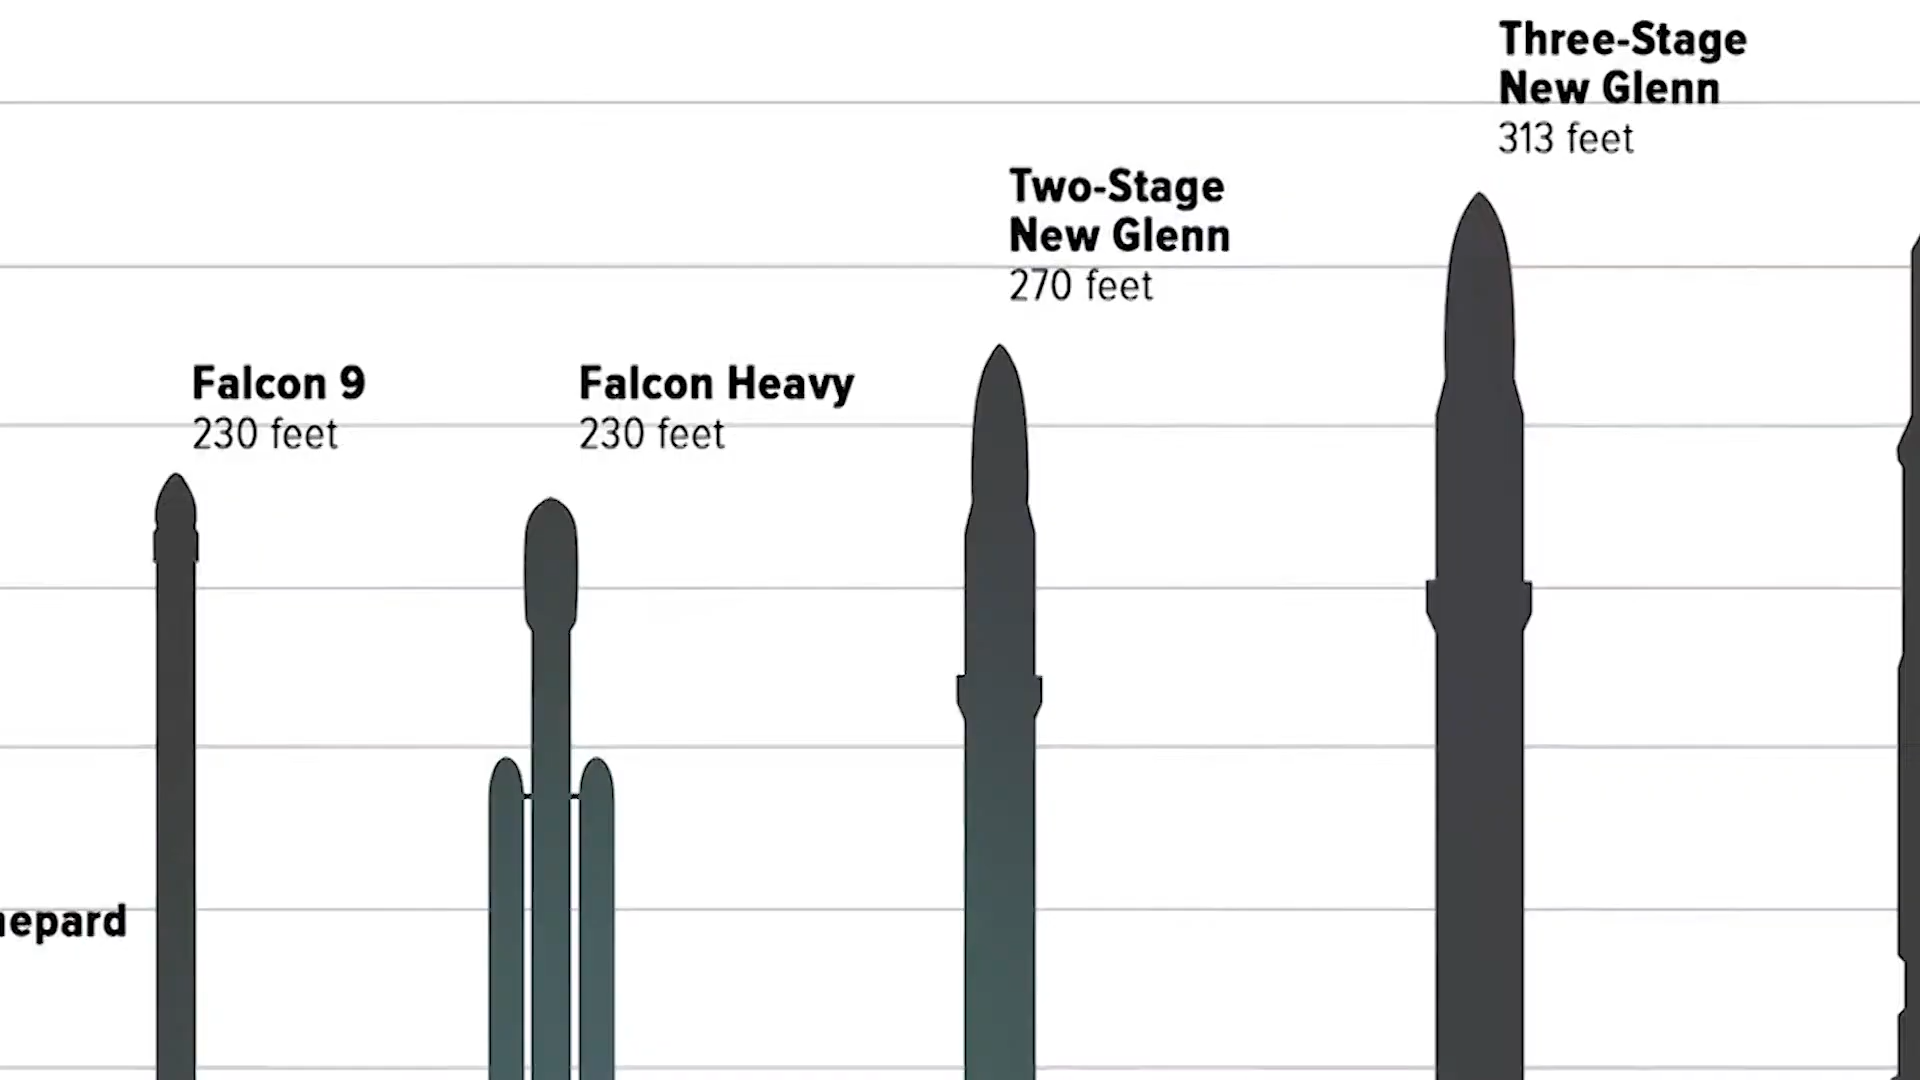 Three-Stage
New Glenn
313 feet
Two-Stage
New Glenn
270 feet
Falcon 9
230 feet
Falcon Heavy
230 feet